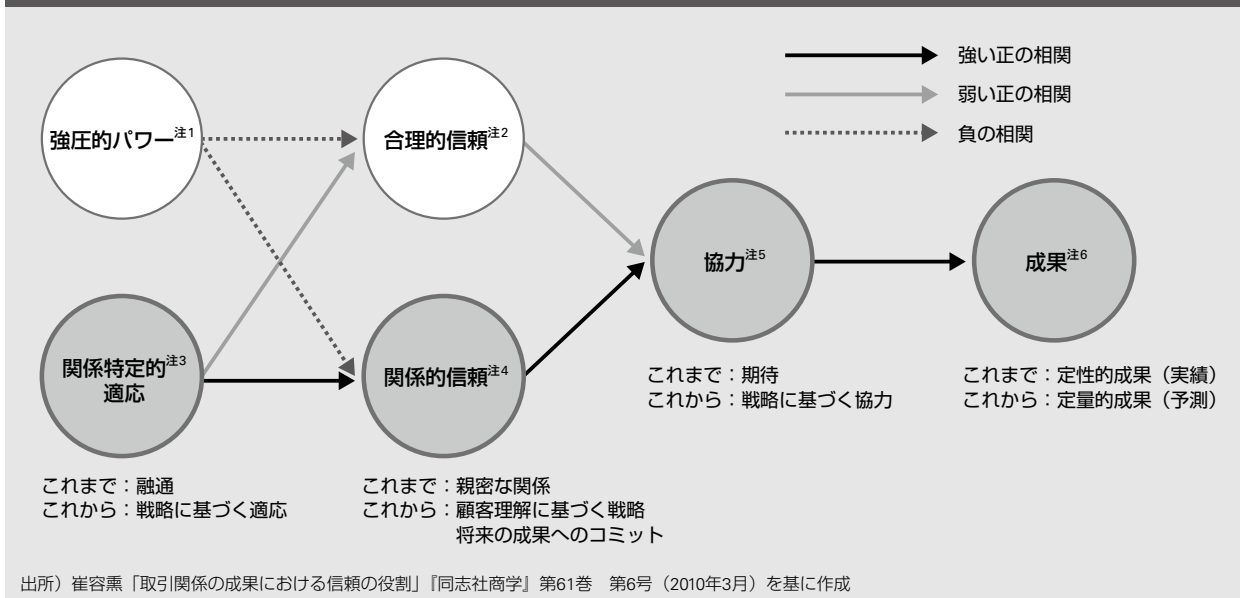 強い正の相関
弱い正の相関
負の相関
強圧的パワー注1
合理的信頼注2
協力注5
成果注6
関係特定的注3
適応
関係的信頼注4
これまで：期待
これから：戦略に基づく協力
これまで：定性的成果（実績）
これから：定量的成果（予測）
これまで：融通
これから：戦略に基づく適応
これまで：親密な関係
これから：顧客理解に基づく戦略
将来の成果へのコミット
出所）崔容熏「取引関係の成果における信頼の役割」『同志社商学』第61巻　第6号（2010年3月）を基に作成